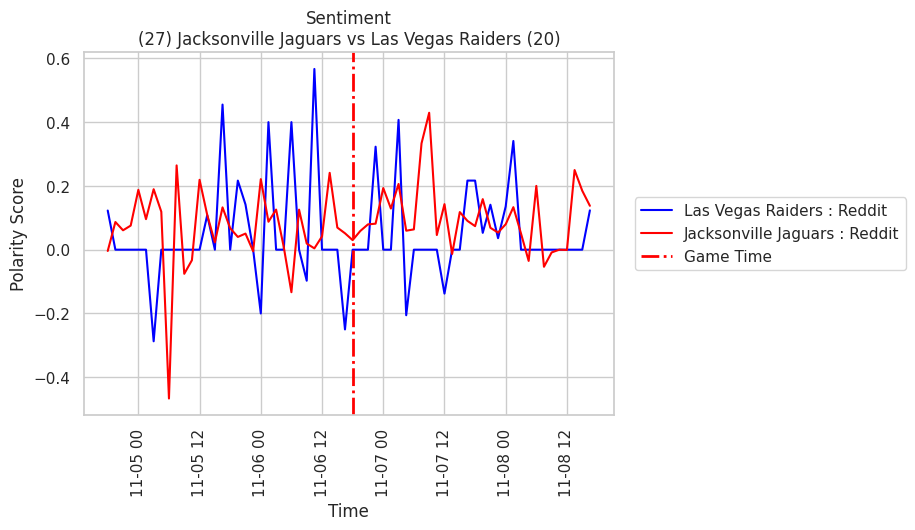 Sentiment
(27) Jacksonville Jaguars vs Las Vegas Raiders (20)
Polarity Score
0.6
0.4
0.2
0.0
−0.2
−0.4
11-05 00
11-05 12
11-06 00
11-06 12
11-07 00
11-07 12
11-08 00
11-08 12
Time
Las Vegas Raiders : Reddit
Jacksonville Jaguars : Reddit
Game Time